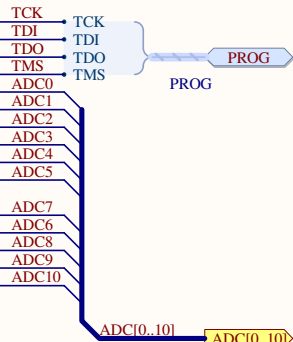 TCK TCK
TDI TDI
TDO TDO PROG
TMS TMS
ADC0 PROG
ADC1
ADC2
ADC3
ADC4
ADC5
ADC7
ADC6
ADC8
ADC9
ADC10
ADC[0..10] ADC[0..10]